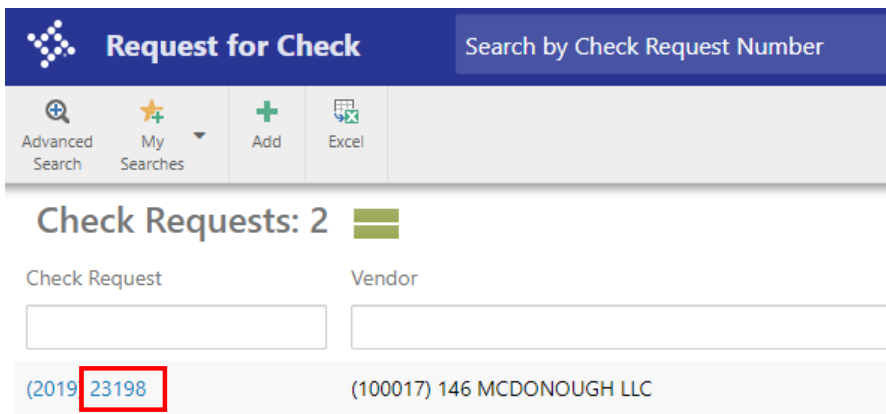 Request for Check Search by Check Request Number
Advanced Search My Searches Add Excel
Check Requests: 2
Check Request Vendor
(2019) 23198 (100017) 146 MCDONOUGH LLC